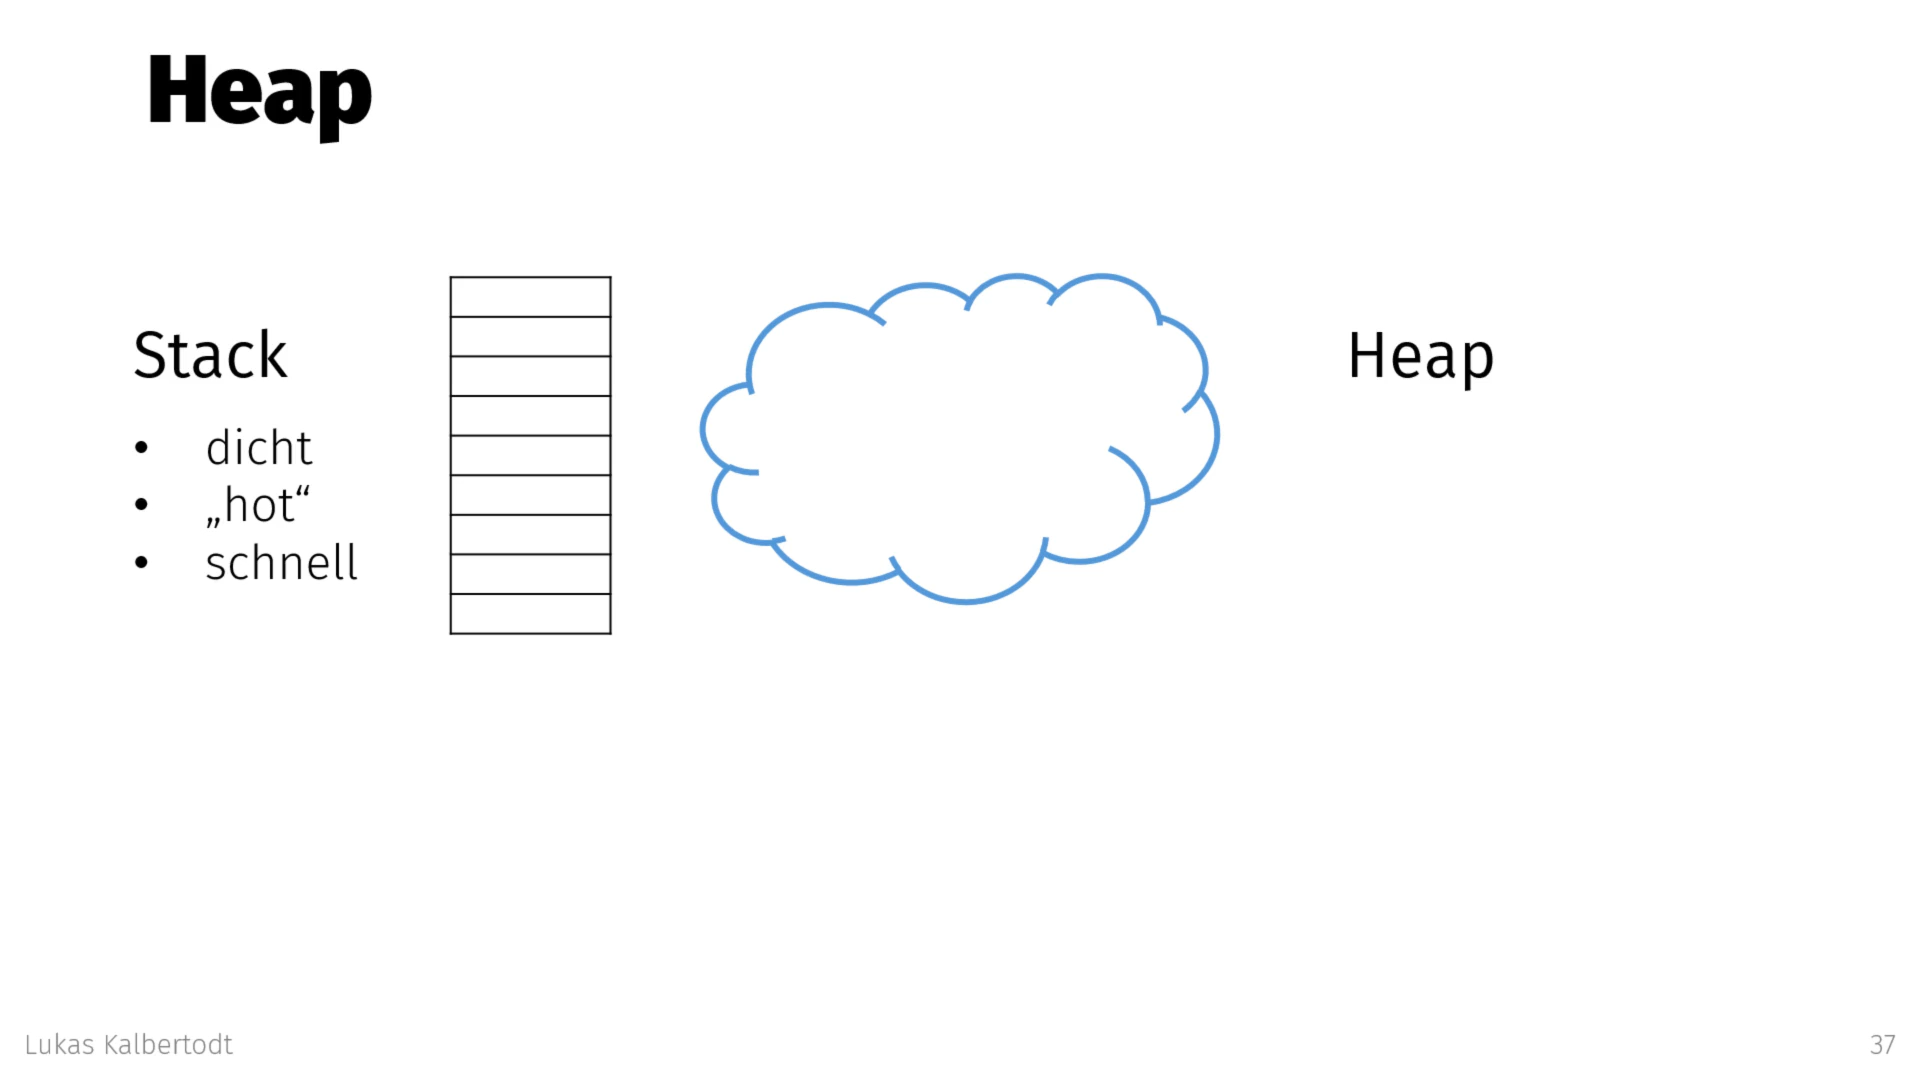 Heap
Stack
• dicht
• „hot“
• schnell
Heap
Lukas Kalbertodt
37